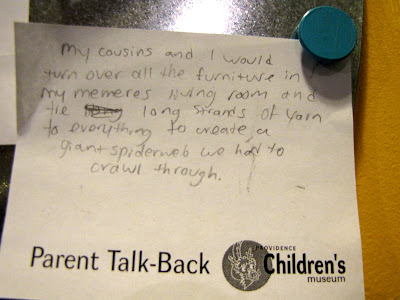 My cousins and I would
turn over all the furniture in
my memeres living room and
tie long strands of yarn
to everything to create a
giant spiderweb we had to
crawl through.
Parent Talk-Back
PROVIDENCE
Children's
museum